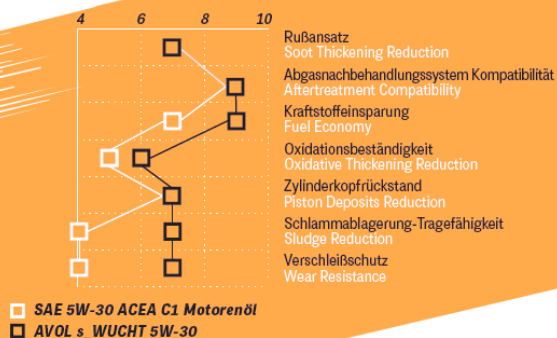 4 6 8 10
Rußansatz
Soot Thickening Reduction
Abgasnachbehandlungssystem Kompatibilität
Aftertreatment Compatibility
Kraftstoffeinsparung
Fuel Economy
Oxidationsbeständigkeit
Oxidative Thickening Reduction
Zylinderkopfrückstand
Piston Deposits Reduction
Schlammablagerung-Tragefähigkeit
Sludge Reduction
Verschleißschutz
Wear Resistance
SAE 5W-30 ACEA C1 Motorenöl
AVOL s WUCHT 5W-30